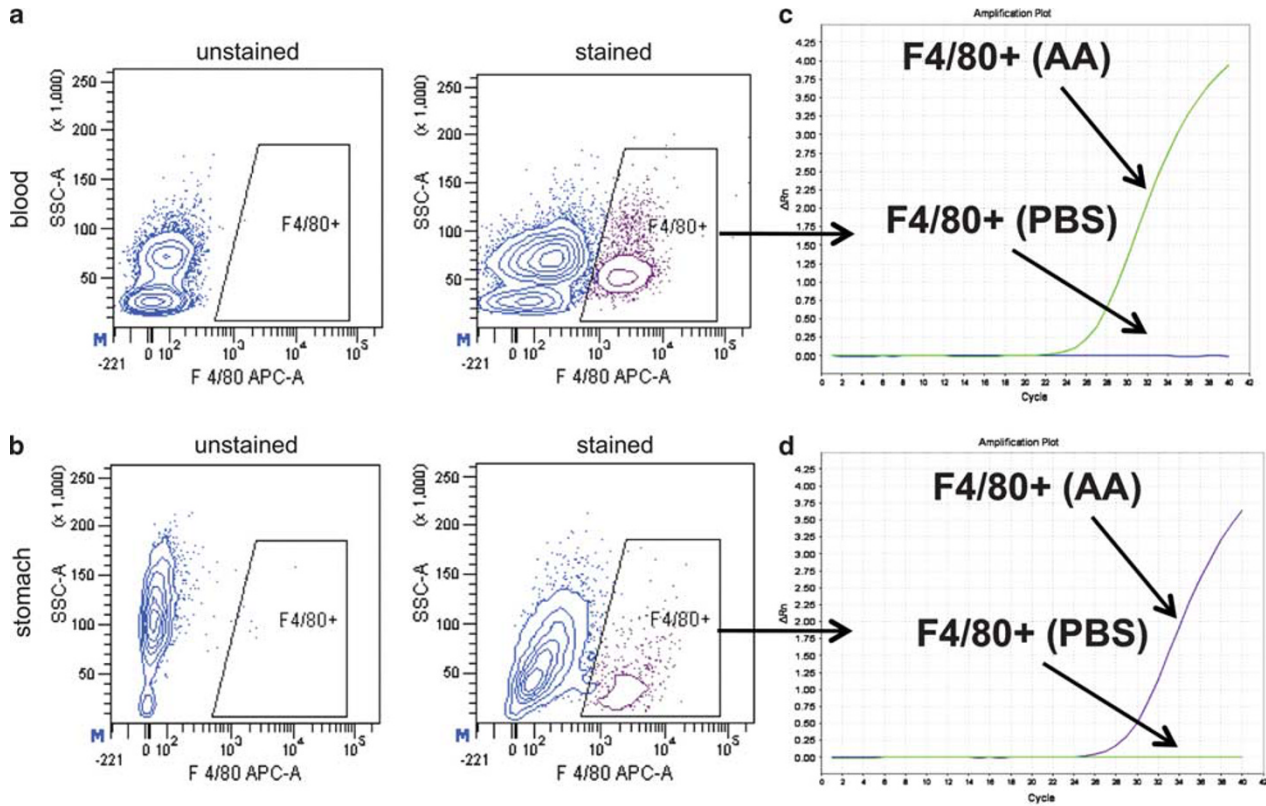 a
unstained
stained
blood
(x 1,000)
SSC-A
250
200
150
100
50
F4/80+
M
-221
0 10²
10³
10⁴
10⁵
F 4/80 APC-A
(x 1,000)
SSC-A
250
200
150
100
50
F4/80+
M
-221
0 10²
10³
10⁴
10⁵
F 4/80 APC-A
c
Amplification Plot
F4/80+ (AA)
F4/80+ (PBS)
ΔRn
4.25
4.00
3.75
3.50
3.25
3.00
2.75
2.50
2.25
2.00
1.75
1.50
1.25
1.00
0.75
0.50
0.25
0.00
0 2 4 6 8 10 12 14 16 18 20 22 24 26 28 30 32 34 36 38 40 42
Cycle
b
unstained
stained
stomach
(x 1,000)
SSC-A
250
200
150
100
50
F4/80+
M
-221
0 10²
10³
10⁴
10⁵
F 4/80 APC-A
(x 1,000)
SSC-A
250
200
150
100
50
F4/80+
M
-221
0 10²
10³
10⁴
10⁵
F 4/80 APC-A
d
Amplification Plot
F4/80+ (AA)
F4/80+ (PBS)
ΔRn
4.25
4.00
3.75
3.50
3.25
3.00
2.75
2.50
2.25
2.00
1.75
1.50
1.25
1.00
0.75
0.50
0.25
0.00
0 2 4 6 8 10 12 14 16 18 20 22 24 26 28 30 32 34 36 38 40 42
Cycle